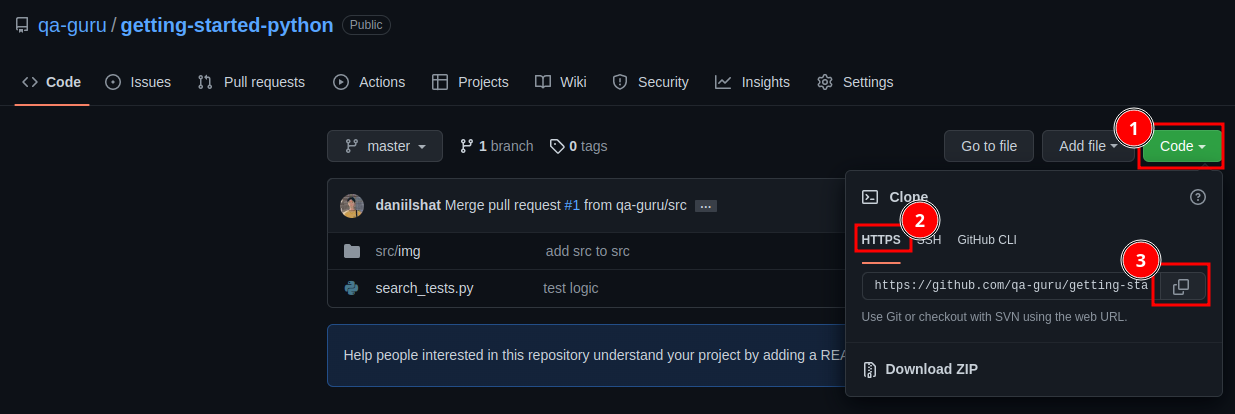 qa-guru / getting-started-python Public
Code Issues Pull requests Actions Projects Wiki Security Insights Settings
master 1 branch 0 tags Go to file Add file Code
1
daniilshat Merge pull request #1 from qa-guru/src ...
src/img add src to src
search_tests.py test logic
Help people interested in this repository understand your project by adding a REA
Clone
2
HTTPS SSH GitHub CLI
3
https://github.com/qa-guru/getting-sta
Use Git or checkout with SVN using the web URL.
Download ZIP